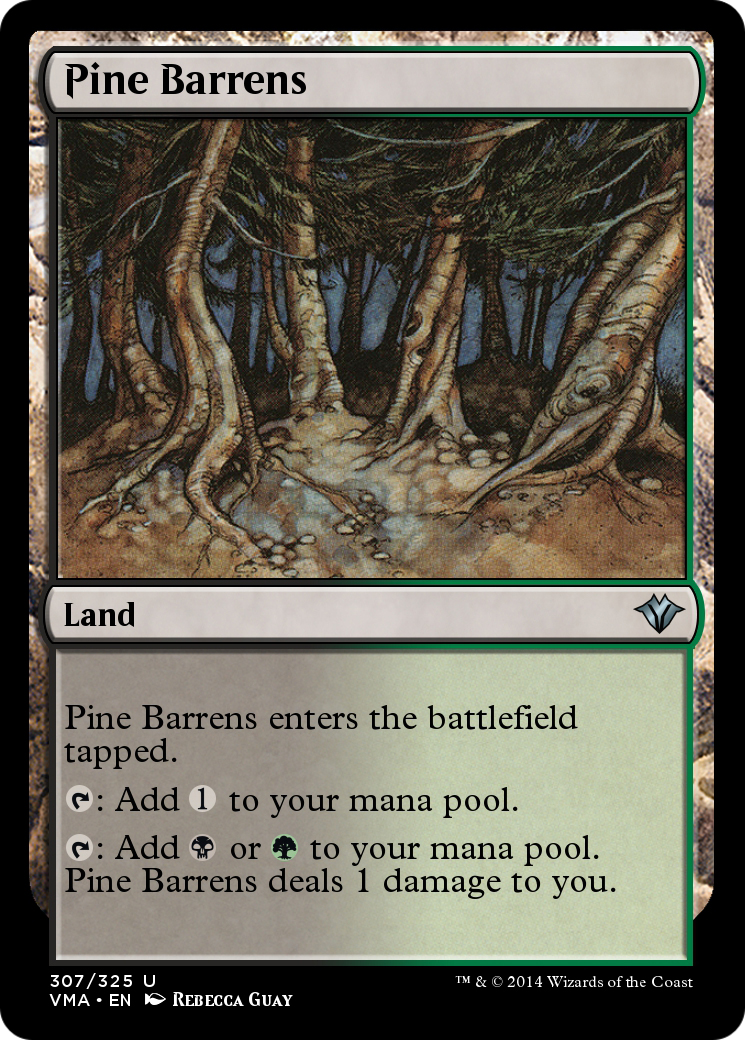 Pine Barrens
Land
Pine Barrens enters the battlefield
tapped.
: Add 1 to your mana pool.
: Add or to your mana pool.
Pine Barrens deals 1 damage to you.
307/325 U
VMA • EN Rebecca Guay
™ & © 2014 Wizards of the Coast